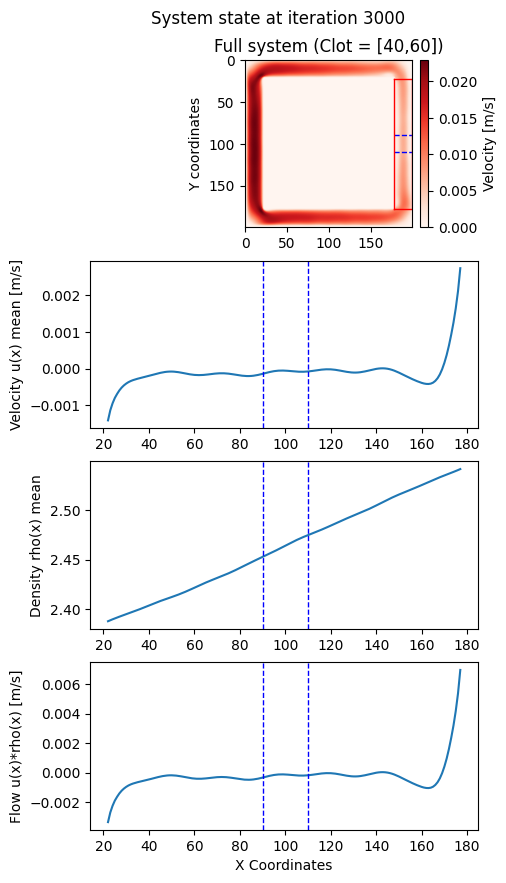 System state at iteration 3000
Full system (Clot = [40,60])
Y coordinates
0
50
100
150
0 50 100 150
0.020
0.015
0.010
0.005
0.000
Velocity [m/s]
Velocity u(x) mean [m/s]
0.002
0.001
0.000
−0.001
20 40 60 80 100 120 140 160 180
Density rho(x) mean
2.50
2.45
2.40
20 40 60 80 100 120 140 160 180
Flow u(x)*rho(x) [m/s]
0.006
0.004
0.002
0.000
−0.002
20 40 60 80 100 120 140 160 180
X Coordinates